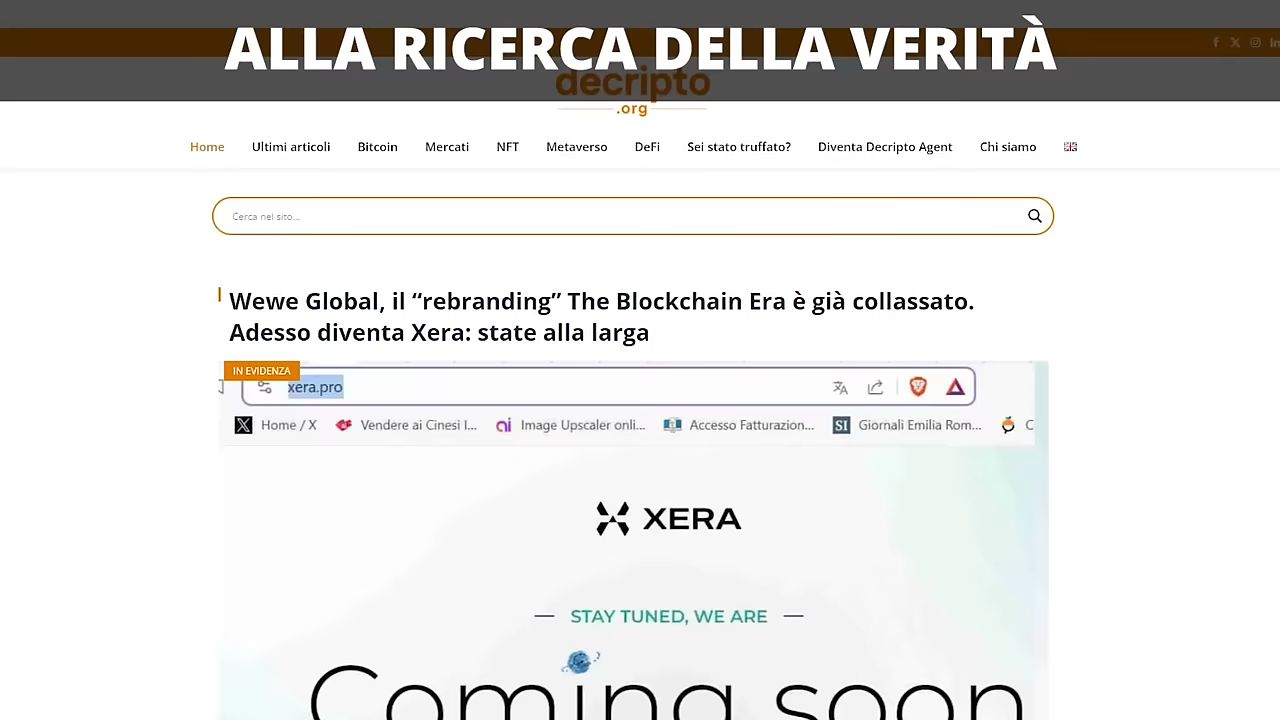 ALLA RICERCA DELLA VERITÀ
decripto
.org
Home Ultimi articoli Bitcoin Mercati NFT Metaverso DeFi Sei stato truffato? Diventa Decripto Agent Chi siamo
Cerca nel sito...
Wewe Global, il “rebranding” The Blockchain Era è già collassato.
Adesso diventa Xera: state alla larga
IN EVIDENZA
xera.pro
Home / X Vendere ai Cinesi I... Image Upscaler onli... Accesso Fatturazion... SI Giornali Emilia Rom... C
XERA
STAY TUNED, WE ARE
Coming soon